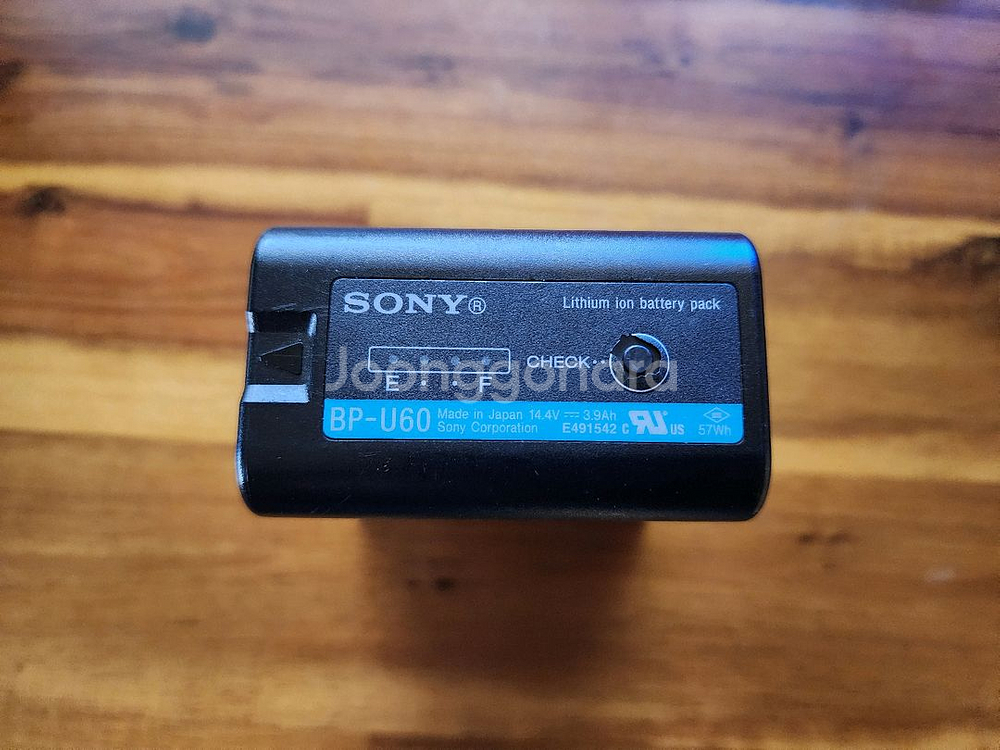 SONY®
Lithium ion battery pack
CHECK··
E · · F
Joonggonara
BP-U60
Made in Japan 14.4V ⎓ 3.9Ah
Sony Corporation E491542 c RU US 57Wh